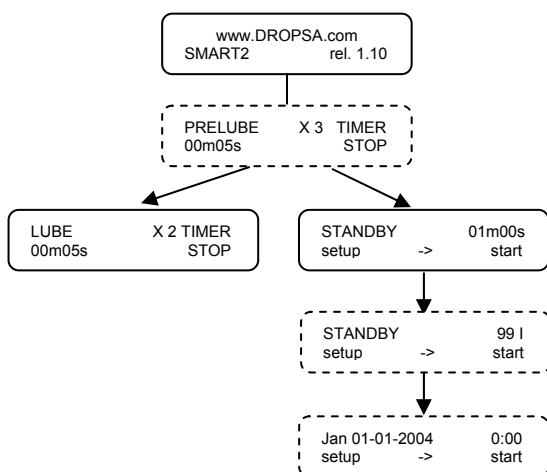 www.DROPSA.com
SMART2 rel. 1.10
PRELUBE X 3 TIMER
00m05s STOP
LUBE X 2 TIMER
00m05s STOP
STANDBY 01m00s
setup -> start
STANDBY 99 I
setup -> start
Jan 01-01-2004 0:00
setup -> start